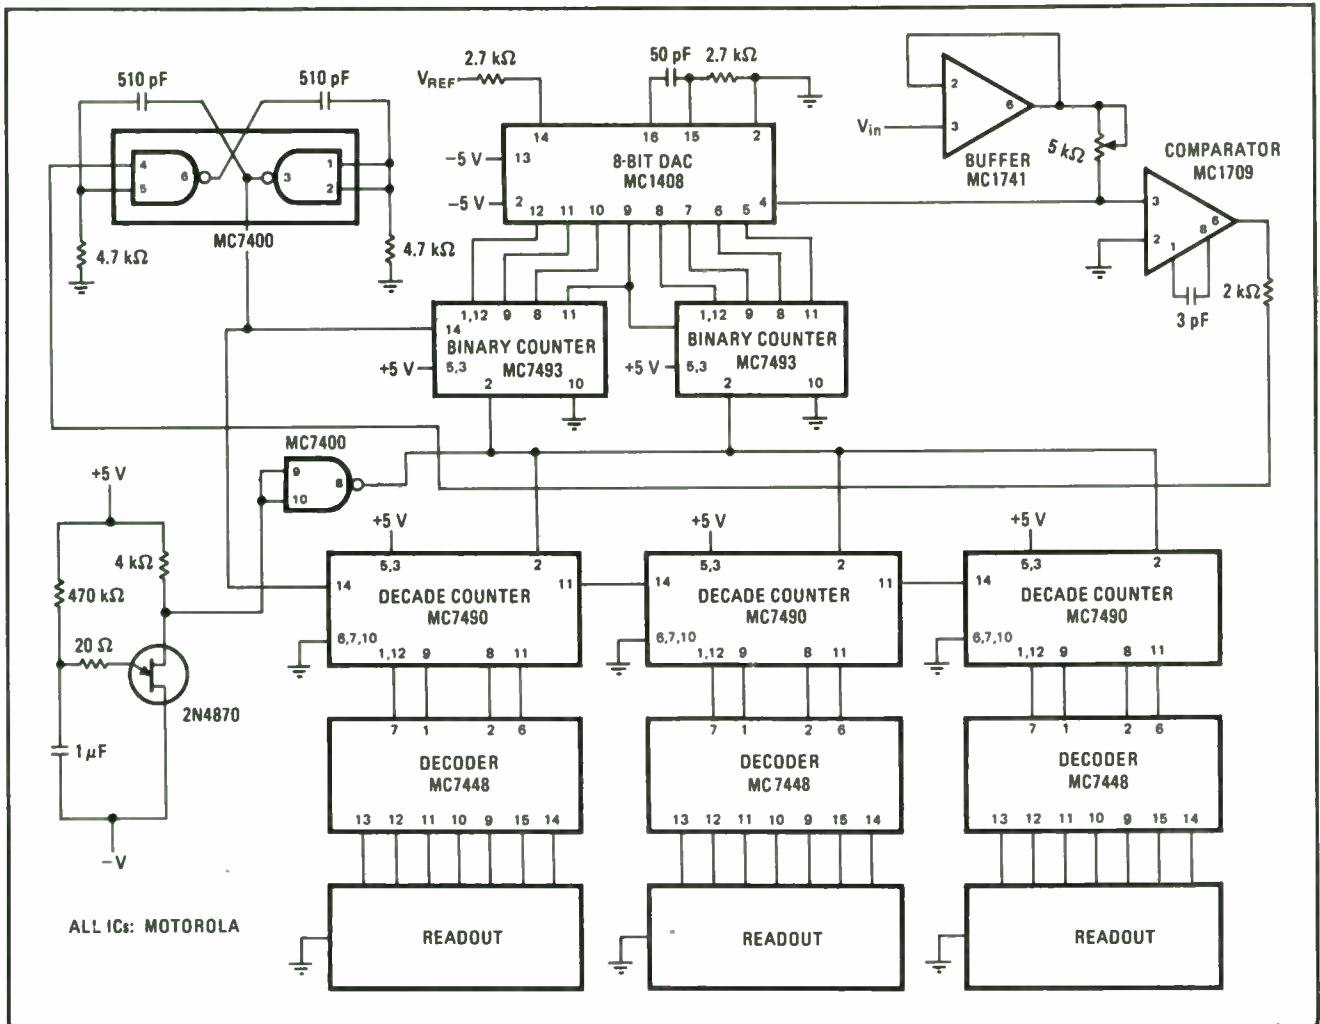 510 pF
510 pF
4
5
6
3
1
2
MC7400
4.7 kΩ
4.7 kΩ
VREF
2.7 kΩ
50 pF
2.7 kΩ
14
16
15
2
−5 V
13
8-BIT DAC
MC1408
−5 V
2
4
12
11
10
9
8
7
6
5
Vin
2
3
6
BUFFER
MC1741
5 kΩ
COMPARATOR
MC1709
3
2
1
8
6
3 pF
2 kΩ
1,12
9
8
11
14
BINARY COUNTER
MC7493
+5 V
5,3
2
10
1,12
9
8
11
BINARY COUNTER
MC7493
+5 V
5,3
2
10
MC7400
9
10
8
+5 V
4 kΩ
470 kΩ
20 Ω
2N4870
1 µF
−V
+5 V
5,3
2
14
11
DECADE COUNTER
MC7490
6,7,10
1,12
9
8
11
+5 V
5,3
2
14
11
DECADE COUNTER
MC7490
6,7,10
1,12
9
8
11
+5 V
5,3
2
14
DECADE COUNTER
MC7490
6,7,10
1,12
9
8
11
7
1
2
6
DECODER
MC7448
13
12
11
10
9
15
14
7
1
2
6
DECODER
MC7448
13
12
11
10
9
15
14
7
1
2
6
DECODER
MC7448
13
12
11
10
9
15
14
ALL ICs: MOTOROLA
READOUT
READOUT
READOUT